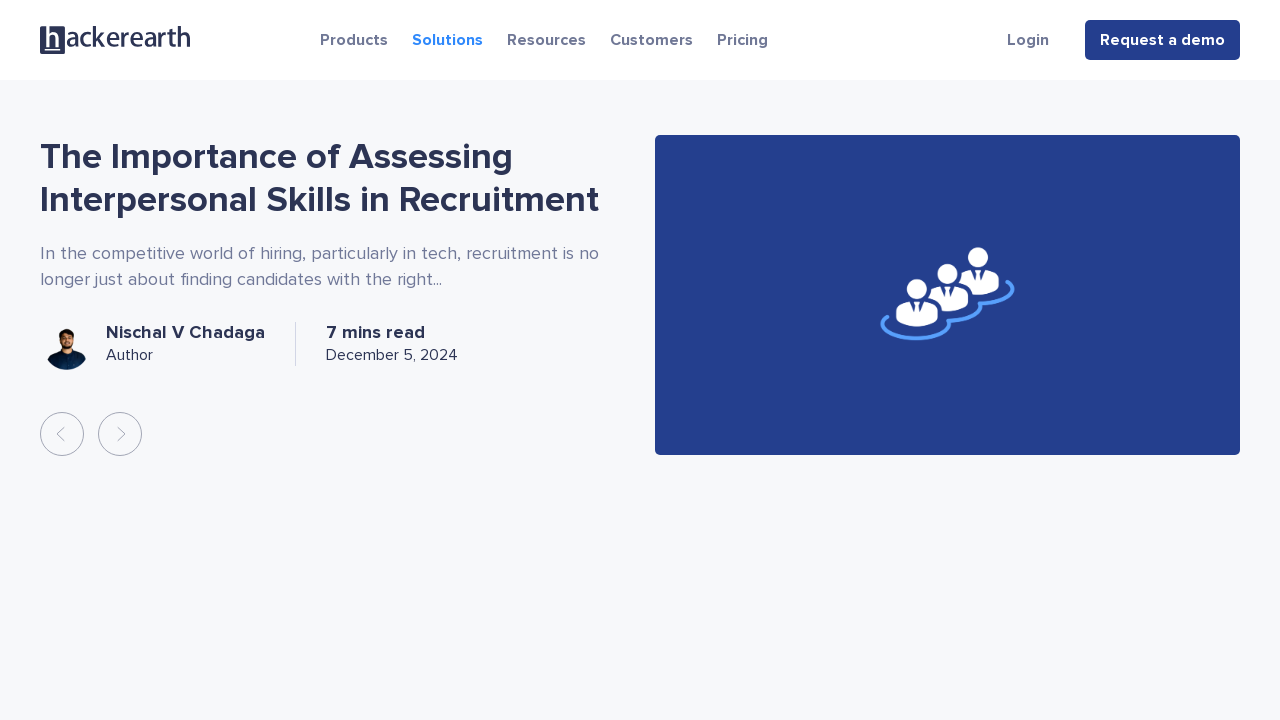 hackerearth
Products Solutions Resources Customers Pricing Login Request a demo
The Importance of Assessing
Interpersonal Skills in Recruitment
In the competitive world of hiring, particularly in tech, recruitment is no
longer just about finding candidates with the right...
Nischal V Chadaga
Author
7 mins read
December 5, 2024